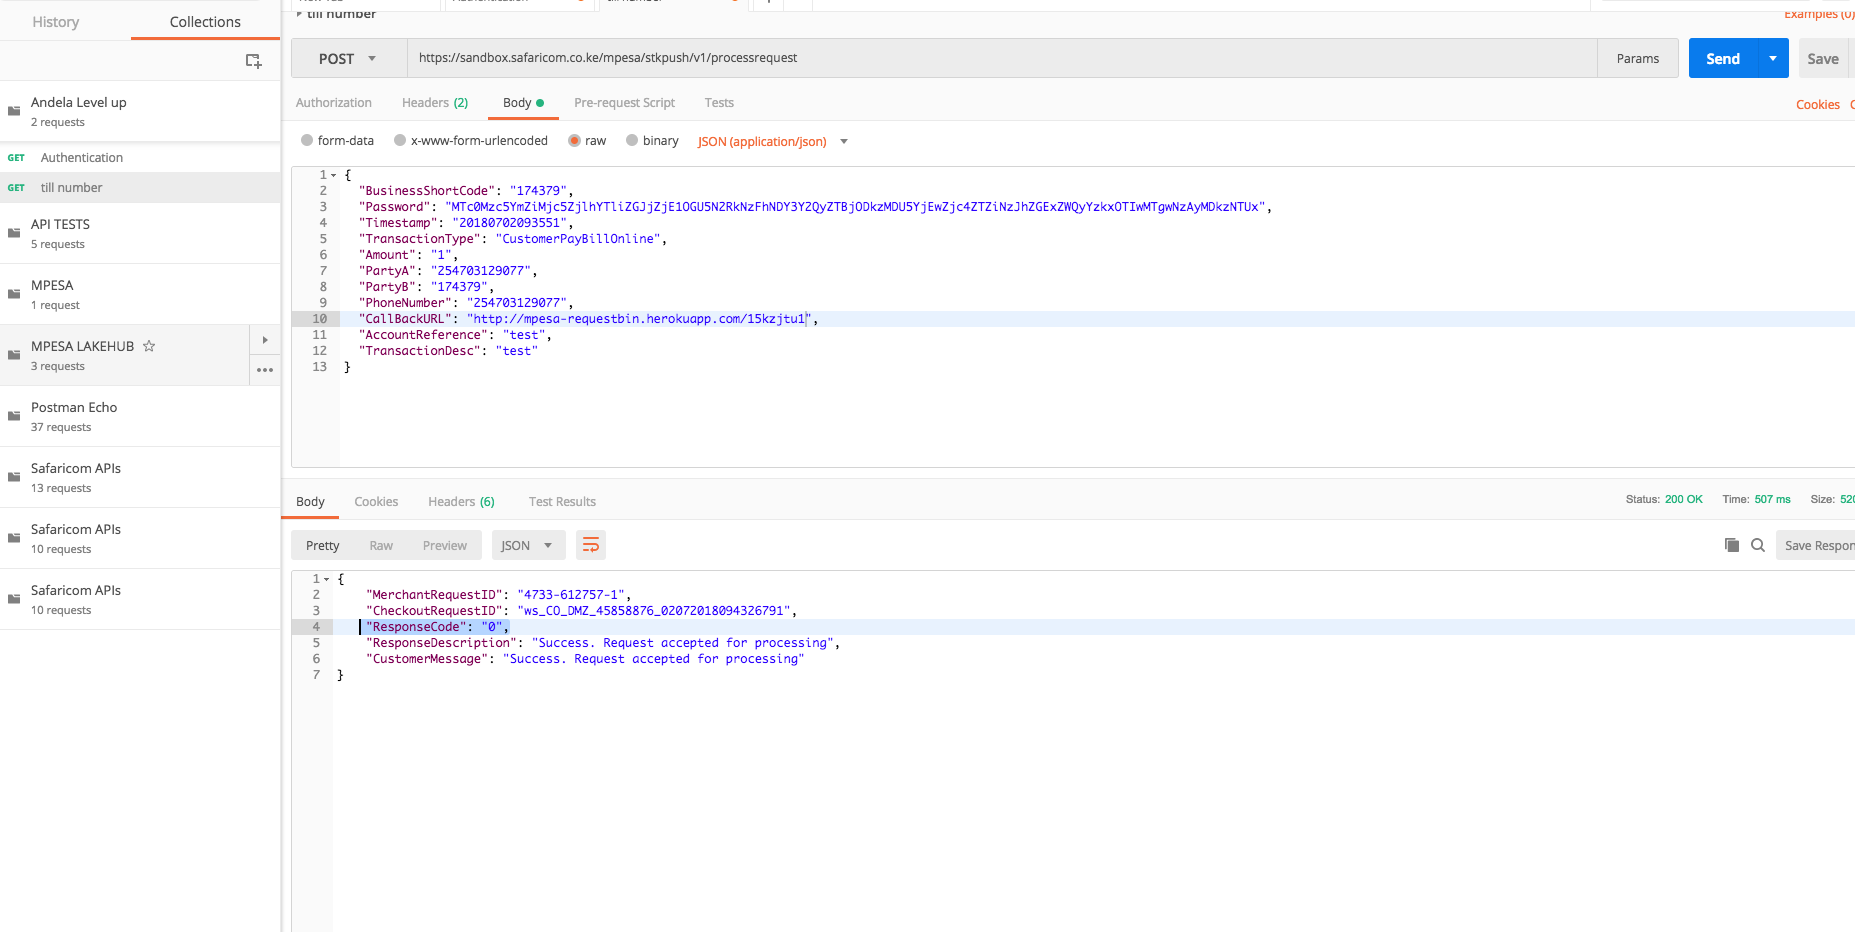 till number
Examples (0)
History
Collections
Andela Level up
2 requests
GET Authentication
GET till number
API TESTS
5 requests
MPESA
1 request
MPESA LAKEHUB
3 requests
Postman Echo
37 requests
Safaricom APIs
13 requests
Safaricom APIs
10 requests
Safaricom APIs
10 requests
POST
https://sandbox.safaricom.co.ke/mpesa/stkpush/v1/processrequest
Params
Send
Save
Authorization
Headers (2)
Body
Pre-request Script
Tests
Cookies
form-data
x-www-form-urlencoded
raw
binary
JSON (application/json)
1 {
2 "BusinessShortCode": "174379",
3 "Password": "MTc0Mzc5YmZiMjc5ZjlhYTliZGJjZjE1OGU5N2RkNzFhNDY3Y2QyZTBjODkzMDU5YjEwZjc4ZTZiNzJhZGExZWQyYzkxOTIwMTgwNzAyMDkzNTUx",
4 "Timestamp": "20180702093551",
5 "TransactionType": "CustomerPayBillOnline",
6 "Amount": "1",
7 "PartyA": "254703129077",
8 "PartyB": "174379",
9 "PhoneNumber": "254703129077",
10 "CallBackURL": "http://mpesa-requestbin.herokuapp.com/15kzjtu1",
11 "AccountReference": "test",
12 "TransactionDesc": "test"
13 }
Body
Cookies
Headers (6)
Test Results
Status: 200 OK
Time: 507 ms
Size: 520
Pretty
Raw
Preview
JSON
Save Respon
1 {
2 "MerchantRequestID": "4733-612757-1",
3 "CheckoutRequestID": "ws_CO_DMZ_45858876_02072018094326791",
4 "ResponseCode": "0",
5 "ResponseDescription": "Success. Request accepted for processing",
6 "CustomerMessage": "Success. Request accepted for processing"
7 }